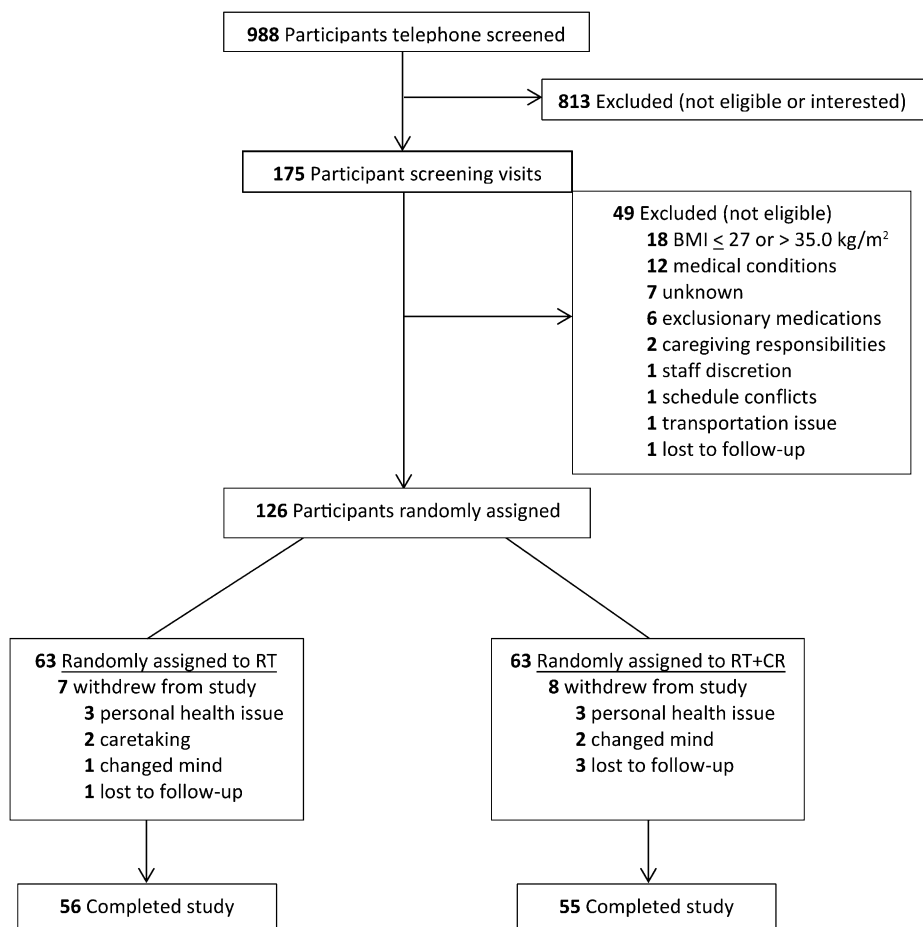 988 Participants telephone screened
813 Excluded (not eligible or interested)
175 Participant screening visits
49 Excluded (not eligible)
18 BMI ≤ 27 or > 35.0 kg/m²
12 medical conditions
7 unknown
6 exclusionary medications
2 caregiving responsibilities
1 staff discretion
1 schedule conflicts
1 transportation issue
1 lost to follow-up
126 Participants randomly assigned
63 Randomly assigned to RT
7 withdrew from study
3 personal health issue
2 caretaking
1 changed mind
1 lost to follow-up
63 Randomly assigned to RT+CR
8 withdrew from study
3 personal health issue
2 changed mind
3 lost to follow-up
56 Completed study
55 Completed study